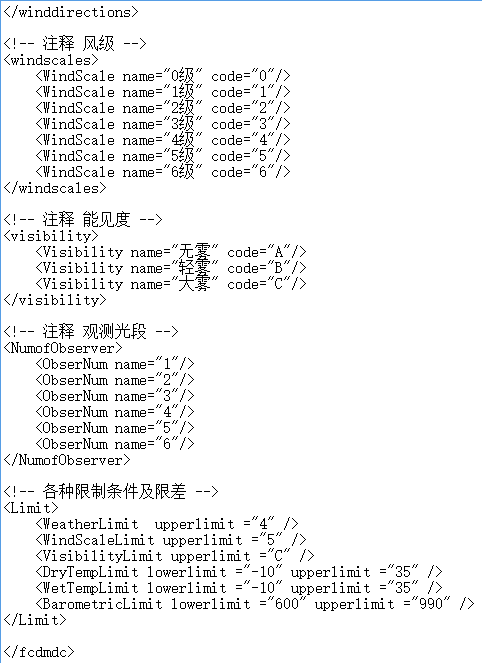 </winddirections>

<!-- 注释 风级 -->
<windscales>
    <WindScale name="0级" code="0"/>
    <WindScale name="1级" code="1"/>
    <WindScale name="2级" code="2"/>
    <WindScale name="3级" code="3"/>
    <WindScale name="4级" code="4"/>
    <WindScale name="5级" code="5"/>
    <WindScale name="6级" code="6"/>
</windscales>

<!-- 注释 能见度 -->
<visibility>
    <Visibility name="无雾" code="A"/>
    <Visibility name="轻雾" code="B"/>
    <Visibility name="大雾" code="C"/>
</visibility>

<!-- 注释 观测光段 -->
<NumofObserver>
    <ObserNum name="1"/>
    <ObserNum name="2"/>
    <ObserNum name="3"/>
    <ObserNum name="4"/>
    <ObserNum name="5"/>
    <ObserNum name="6"/>
</NumofObserver>

<!-- 各种限制条件及限差 -->
<Limit>
    <WeatherLimit  upperlimit ="4" />
    <WindScaleLimit upperlimit ="5" />
    <VisibilityLimit upperlimit ="C" />
    <DryTempLimit lowerlimit ="-10" upperlimit ="35" />
    <WetTempLimit lowerlimit ="-10" upperlimit ="35" />
    <BarometricLimit lowerlimit ="600" upperlimit ="990" />
</Limit>

</fcdmdc>